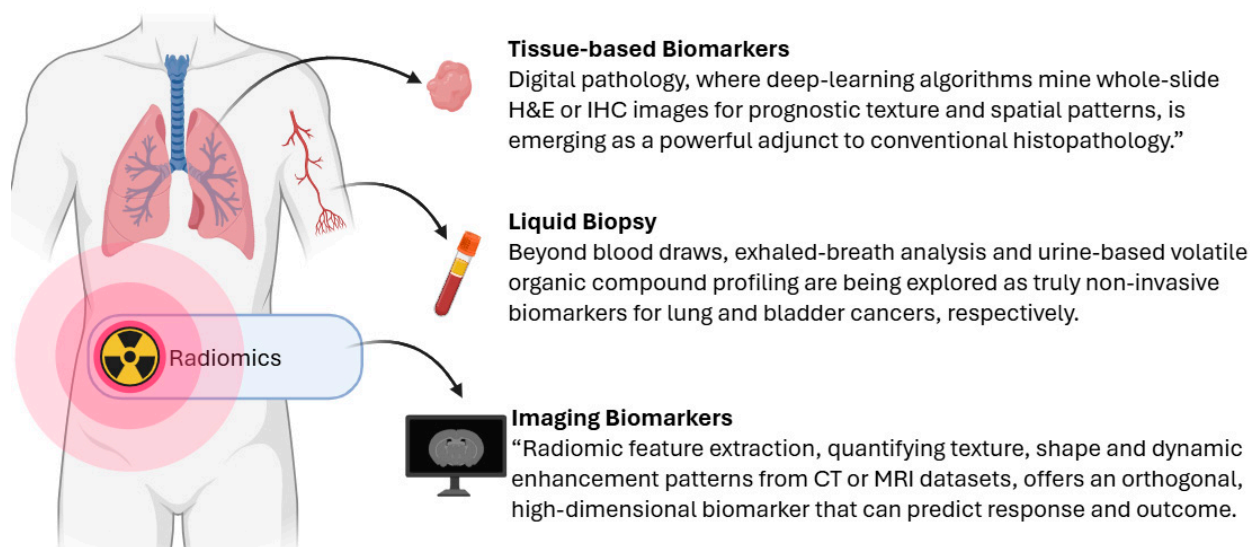 Tissue-based Biomarkers
Digital pathology, where deep-learning algorithms mine whole-slide
H&E or IHC images for prognostic texture and spatial patterns, is
emerging as a powerful adjunct to conventional histopathology.”
Liquid Biopsy
Beyond blood draws, exhaled-breath analysis and urine-based volatile
organic compound profiling are being explored as truly non-invasive
biomarkers for lung and bladder cancers, respectively.
Radiomics
Imaging Biomarkers
“Radiomic feature extraction, quantifying texture, shape and dynamic
enhancement patterns from CT or MRI datasets, offers an orthogonal,
high-dimensional biomarker that can predict response and outcome.